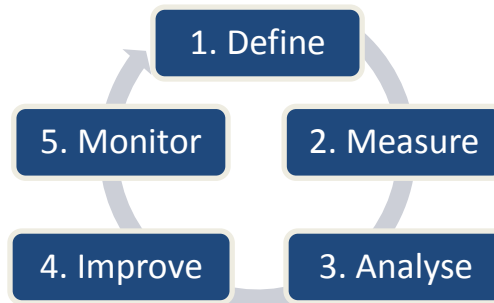 1. Define
2. Measure
3. Analyse
4. Improve
5. Monitor